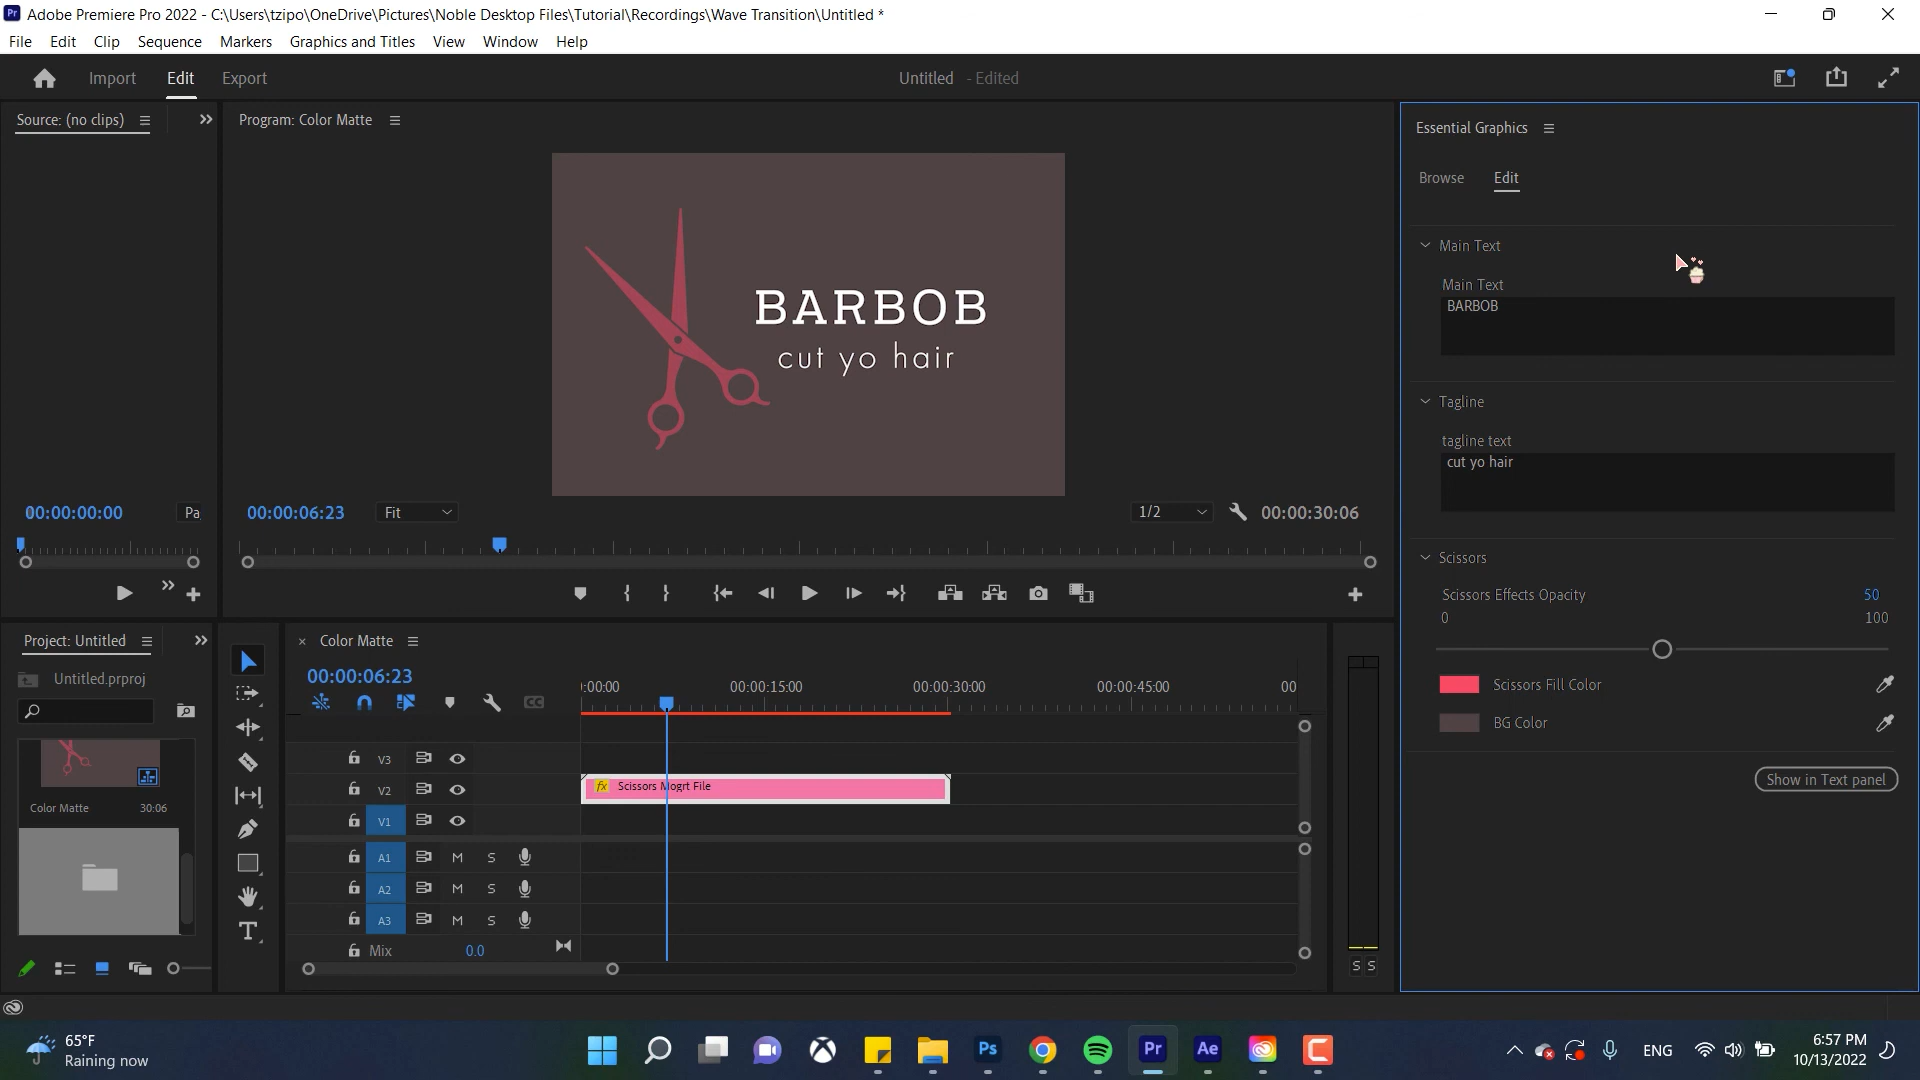 Pr Adobe Premiere Pro 2022 - C:\Users\tzipo\OneDrive\Pictures\Noble Desktop Files\Tutorial\Recordings\Wave Transition\Untitled *
File Edit Clip Sequence Markers Graphics and Titles View Window Help
Import Edit Export Untitled - Edited
Source: (no clips) Program: Color Matte Essential Graphics
Browse Edit
Main Text
Main Text
BARBOB
BARBOB
cut yo hair
Tagline
tagline text
cut yo hair
00:00:00:00 Pa 00:00:06:23 Fit 1/2 00:00:30:06
Scissors
Scissors Effects Opacity 50
0 100
Scissors Fill Color
BG Color
Show in Text panel
Project: Untitled Color Matte
Untitled.prproj 00:00:06:23
:00:00 00:00:15:00 00:00:30:00 00:00:45:00 00
V3
V2 fx Scissors Mogrt File
Color Matte 30:06
V1
A1 M S
A2 M S
A3 M S
Mix 0.0
S S
65°F
Raining now
Ps Pr Ae
ENG
6:57 PM
10/13/2022